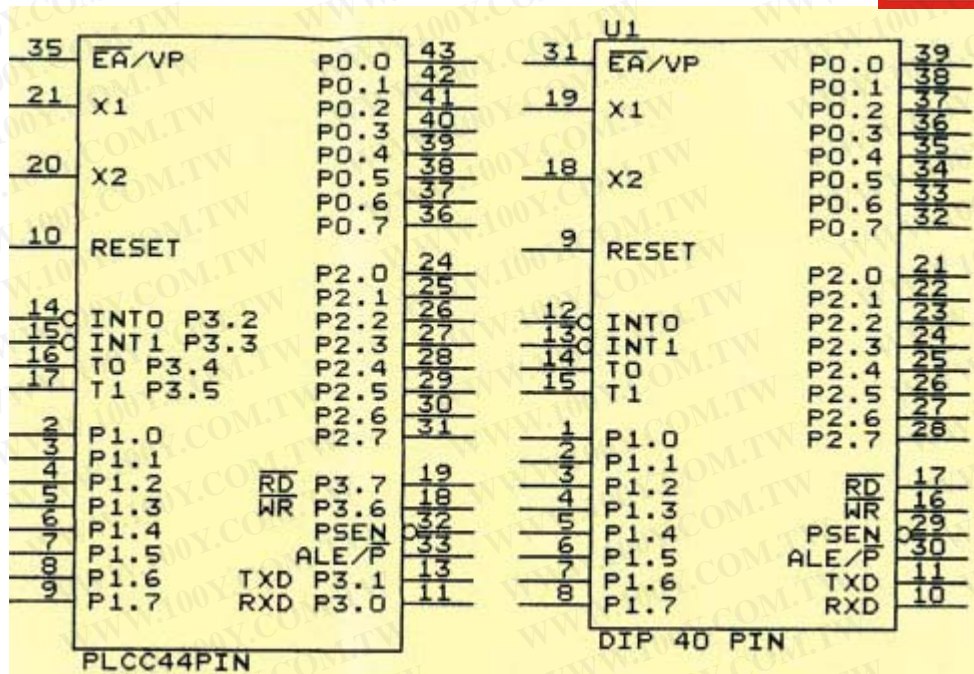 35 EA/VP P0.0 43
P0.1 42
21 X1 P0.2 41
P0.3 40
P0.4 39
20 X2 P0.5 38
P0.6 37
P0.7 36
10 RESET
P2.0 24
P2.1 25
14 INT0 P3.2 P2.2 26
15 INT1 P3.3 P2.3 27
16 T0 P3.4 P2.4 28
17 T1 P3.5 P2.5 29
P2.6 30
2 P1.0 P2.7 31
3 P1.1
4 P1.2 RD P3.7 19
5 P1.3 WR P3.6 18
6 P1.4 PSEN 32
7 P1.5 ALE/P 33
8 P1.6 TXD P3.1 13
9 P1.7 RXD P3.0 11
PLCC44PIN
U1
31 EA/VP P0.0 39
P0.1 38
19 X1 P0.2 37
P0.3 36
P0.4 35
18 X2 P0.5 34
P0.6 33
P0.7 32
9 RESET
P2.0 21
P2.1 22
12 INT0 P2.2 23
13 INT1 P2.3 24
14 T0 P2.4 25
15 T1 P2.5 26
P2.6 27
1 P1.0 P2.7 28
2 P1.1
3 P1.2 RD 17
4 P1.3 WR 16
5 P1.4 PSEN 29
6 P1.5 ALE/P 30
7 P1.6 TXD 11
8 P1.7 RXD 10
DIP 40 PIN
WWW.100Y.COM.TW